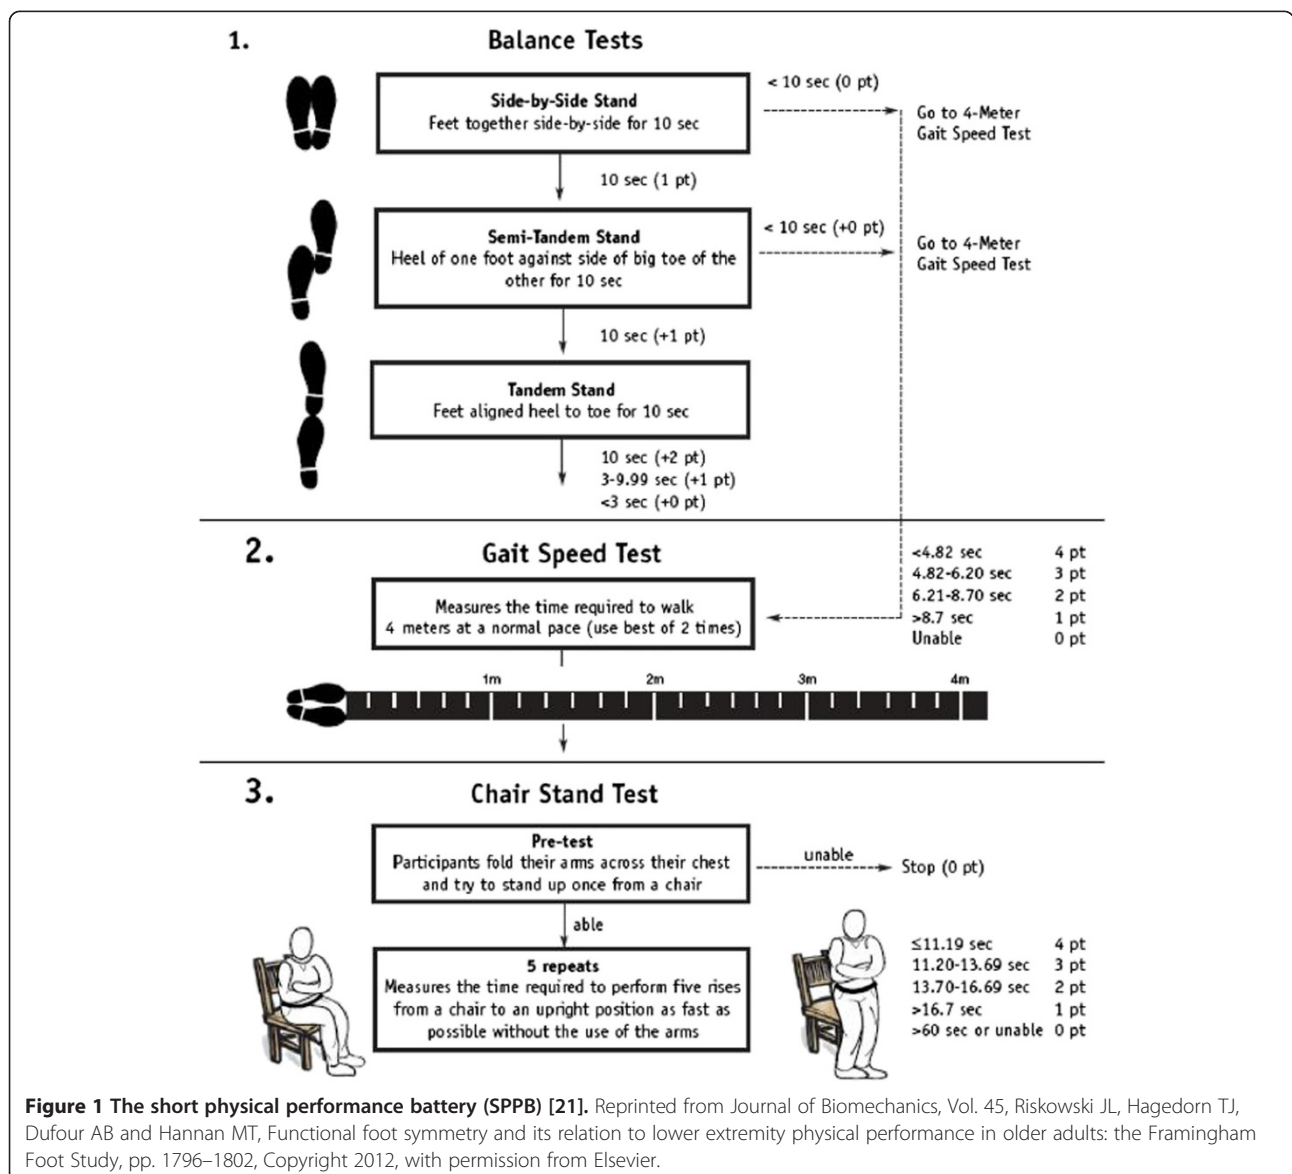 1.
Balance Tests
Side-by-Side Stand
Feet together side-by-side for 10 sec
< 10 sec (0 pt)
Go to 4-Meter
Gait Speed Test
10 sec (1 pt)
Semi-Tandem Stand
Heel of one foot against side of big toe of the
other for 10 sec
< 10 sec (+0 pt)
Go to 4-Meter
Gait Speed Test
10 sec (+1 pt)
Tandem Stand
Feet aligned heel to toe for 10 sec
10 sec (+2 pt)
3-9.99 sec (+1 pt)
<3 sec (+0 pt)
2.
Gait Speed Test
Measures the time required to walk
4 meters at a normal pace (use best of 2 times)
<4.82 sec 4 pt
4.82-6.20 sec 3 pt
6.21-8.70 sec 2 pt
>8.7 sec 1 pt
Unable 0 pt
1m 2m 3m 4m
3.
Chair Stand Test
Pre-test
Participants fold their arms across their chest
and try to stand up once from a chair
unable
Stop (0 pt)
able
5 repeats
Measures the time required to perform five rises
from a chair to an upright position as fast as
possible without the use of the arms
≤11.19 sec 4 pt
11.20-13.69 sec 3 pt
13.70-16.69 sec 2 pt
>16.7 sec 1 pt
>60 sec or unable 0 pt
Figure 1 The short physical performance battery (SPPB) [21]. Reprinted from Journal of Biomechanics, Vol. 45, Riskowski JL, Hagedorn TJ,
Dufour AB and Hannan MT, Functional foot symmetry and its relation to lower extremity physical performance in older adults: the Framingham
Foot Study, pp. 1796–1802, Copyright 2012, with permission from Elsevier.